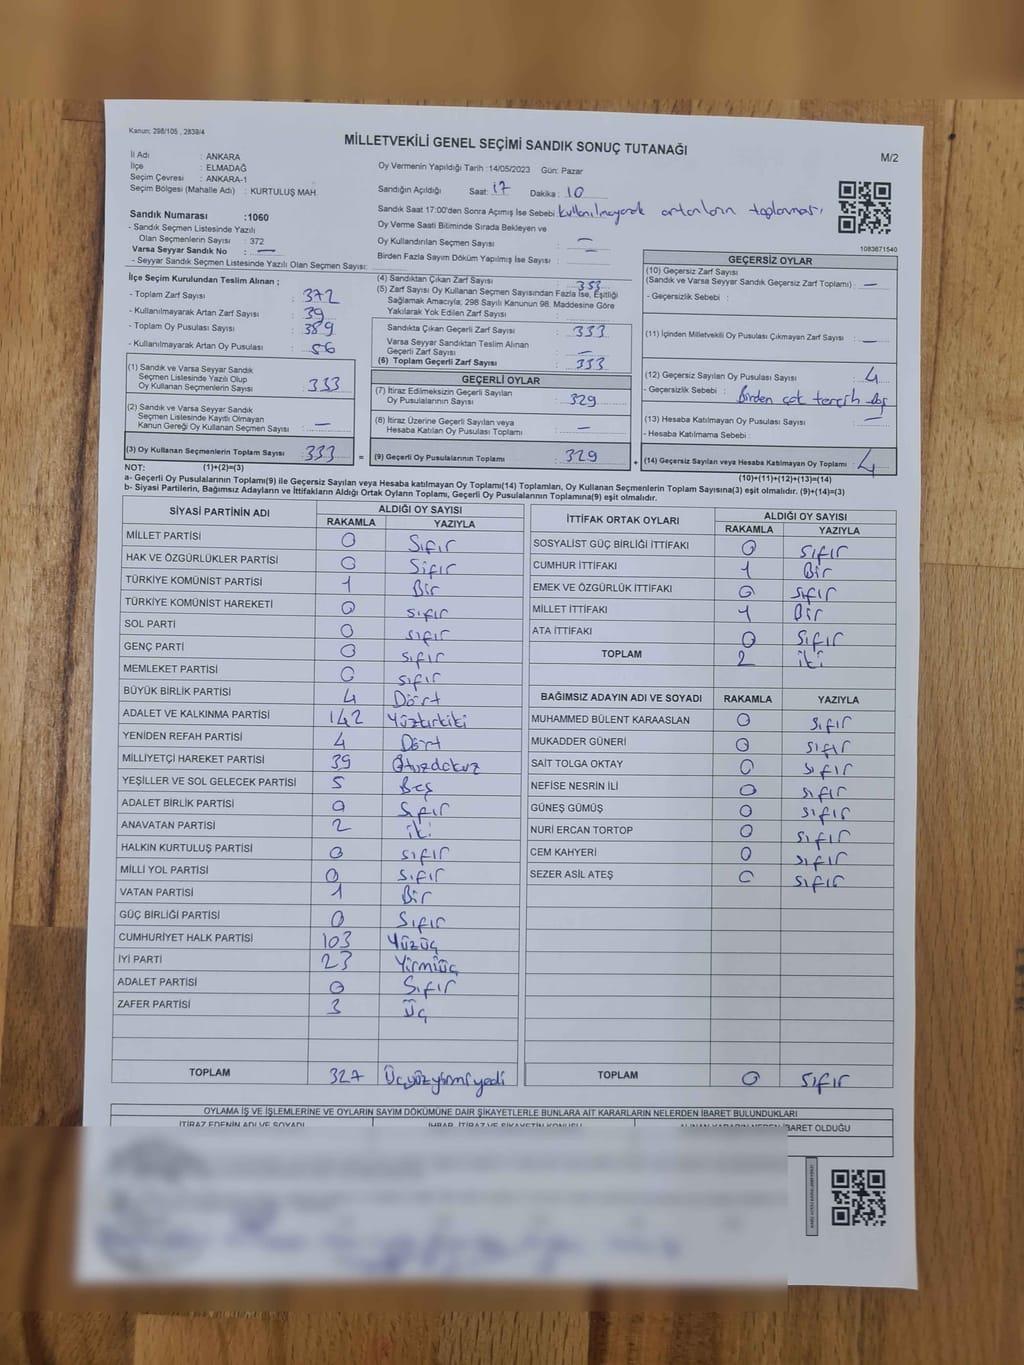 Kanun: 298/105 , 2839/4
MİLLETVEKİLİ GENEL SEÇİMİ SANDIK SONUÇ TUTANAĞI
M/2
İl Adı : ANKARA
İlçe : ELMADAĞ
Seçim Çevresi : ANKARA-1
Seçim Bölgesi (Mahalle Adı) : KURTULUŞ MAH.
Oy Vermenin Yapıldığı Tarih :14/05/2023 Gün: Pazar
Sandığın Açıldığı Saat: 17 Dakika : 10
Sandık Saat 17:00'den Sonra Açımış İse Sebebi: kullanılmayarak artanların toplanması
Oy Verme Saati Bitiminde Sırada Bekleyen ve
Oy Kullandırılan Seçmen Sayısı : —
Birden Fazla Sayım Döküm Yapılmış İse Sayısı : —
1083671540
Sandık Numarası :1060
- Sandık Seçmen Listesinde Yazılı
Olan Seçmenlerin Sayısı : 372
Varsa Seyyar Sandık No : —
- Seyyar Sandık Seçmen Listesinde Yazılı Olan Seçmen Sayısı:
İlçe Seçim Kurulundan Teslim Alınan ;
- Toplam Zarf Sayısı : 372
- Kullanılmayarak Artan Zarf Sayısı : 39
- Toplam Oy Pusulası Sayısı : 389
- Kullanılmayarak Artan Oy Pusulası : 56
(1) Sandık ve Varsa Seyyar Sandık
Seçmen Listesinde Yazılı Olup
Oy Kullanan Seçmenlerin Sayısı : 333
(2) Sandık ve Varsa Seyyar Sandık
Seçmen Listesinde Kayıtlı Olmayan
Kanun Gereği Oy Kullanan Seçmen Sayısı : —
(3) Oy Kullanan Seçmenlerin Toplam Sayısı : 333
(4) Sandıktan Çıkan Zarf Sayısı : 333
(5) Zarf Sayısı Oy Kullanan Seçmen Sayısından Fazla İse, Eşitliği
Sağlamak Amacıyla; 298 Sayılı Kanunun 98. Maddesine Göre
Yakılarak Yok Edilen Zarf Sayısı :
Sandıkta Çıkan Geçerli Zarf Sayısı : 333
Varsa Seyyar Sandıktan Teslim Alınan
Geçerli Zarf Sayısı : —
(6) Toplam Geçerli Zarf Sayısı : 333
GEÇERLİ OYLAR
(7) İtiraz Edilmeksizin Geçerli Sayılan
Oy Pusulalarının Sayısı : 329
(8) İtiraz Üzerine Geçerli Sayılan veya
Hesaba Katılan Oy Pusulası Toplamı : —
= (9) Geçerli Oy Pusulalarının Toplamı : 329
GEÇERSİZ OYLAR
(10) Geçersiz Zarf Sayısı
(Sandık ve Varsa Seyyar Sandık Geçersiz Zarf Toplamı) : —
- Geçersizlik Sebebi :
(11) İçinden Milletvekili Oy Pusulası Çıkmayan Zarf Sayısı : —
(12) Geçersiz Sayılan Oy Pusulası Sayısı : 4
- Geçersizlik Sebebi : Birden çok tercih
(13) Hesaba Katılmayan Oy Pusulası Sayısı : —
- Hesaba Katılmama Sebebi :
+ (14) Geçersiz Sayılan veya Hesaba Katılmayan Oy Toplamı : 4
NOT: (1)+(2)=(3)
(10)+(11)+(12)+(13)=(14)
a- Geçerli Oy Pusulalarının Toplamı(9) ile Geçersiz Sayılan veya Hesaba Katılmayan Oy Toplamı(14) Toplamları, Oy Kullanan Seçmenlerin Toplam Sayısına(3) eşit olmalıdır. (9)+(14)=(3)
b- Siyasi Partilerin, Bağımsız Adayların ve İttifakların Aldığı Ortak Oyların Toplamı, Geçerli Oy Pusulalarının Toplamına(9) eşit olmalıdır.
SİYASİ PARTİNİN ADI ALDIĞI OY SAYISI
RAKAMLA YAZIYLA
MİLLET PARTİSİ 0 Sıfır
HAK VE ÖZGÜRLÜKLER PARTİSİ 0 Sıfır
TÜRKİYE KOMÜNİST PARTİSİ 1 Bir
TÜRKİYE KOMÜNİST HAREKETİ 0 sıfır
SOL PARTİ 0 sıfır
GENÇ PARTİ 0 sıfır
MEMLEKET PARTİSİ 0 sıfır
BÜYÜK BİRLİK PARTİSİ 4 Dört
ADALET VE KALKINMA PARTİSİ 142 Yüzkırkiki
YENİDEN REFAH PARTİSİ 4 Dört
MİLLİYETÇİ HAREKET PARTİSİ 39 Otuzdokuz
YEŞİLLER VE SOL GELECEK PARTİSİ 5 Beş
ADALET BİRLİK PARTİSİ 0 Sıfır
ANAVATAN PARTİSİ 2 iki
HALKIN KURTULUŞ PARTİSİ 0 sıfır
MİLLİ YOL PARTİSİ 0 Sıfır
VATAN PARTİSİ 1 Bir
GÜÇ BİRLİĞİ PARTİSİ 0 Sıfır
CUMHURİYET HALK PARTİSİ 103 Yüzüç
İYİ PARTİ 23 Yirmiüç
ADALET PARTİSİ 0 Sıfır
ZAFER PARTİSİ 3 Üç
TOPLAM 327 Üçyüzyirmiyedi
İTTİFAK ORTAK OYLARI ALDIĞI OY SAYISI
RAKAMLA YAZIYLA
SOSYALİST GÜÇ BİRLİĞİ İTTİFAKI 0 Sıfır
CUMHUR İTTİFAKI 1 Bir
EMEK VE ÖZGÜRLÜK İTTİFAKI 0 sıfır
MİLLET İTTİFAKI 1 Bir
ATA İTTİFAKI 0 Sıfır
TOPLAM 2 iki
BAĞIMSIZ ADAYIN ADI VE SOYADI RAKAMLA YAZIYLA
MUHAMMED BÜLENT KARAASLAN 0 sıfır
MUKADDER GÜNERİ 0 sıfır
SAİT TOLGA OKTAY 0 sıfır
NEFİSE NESRİN İLİ 0 sıfır
GÜNEŞ GÜMÜŞ 0 sıfır
NURİ ERCAN TORTOP 0 sıfır
CEM KAHYERİ 0 sıfır
SEZER ASİL ATEŞ 0 sıfır
TOPLAM 0 sıfır
OYLAMA İŞ VE İŞLEMLERİNE VE OYLARIN SAYIM DÖKÜMÜNE DAİR ŞİKAYETLERLE BUNLARA AİT KARARLARIN NELERDEN İBARET BULUNDUKLARI
İTİRAZ EDENİN ADI VE SOYADI İHBAR, İTİRAZ VE ŞİKAYETİN KONUSU ALINAN KARARIN NEDEN İBARET OLDUĞU